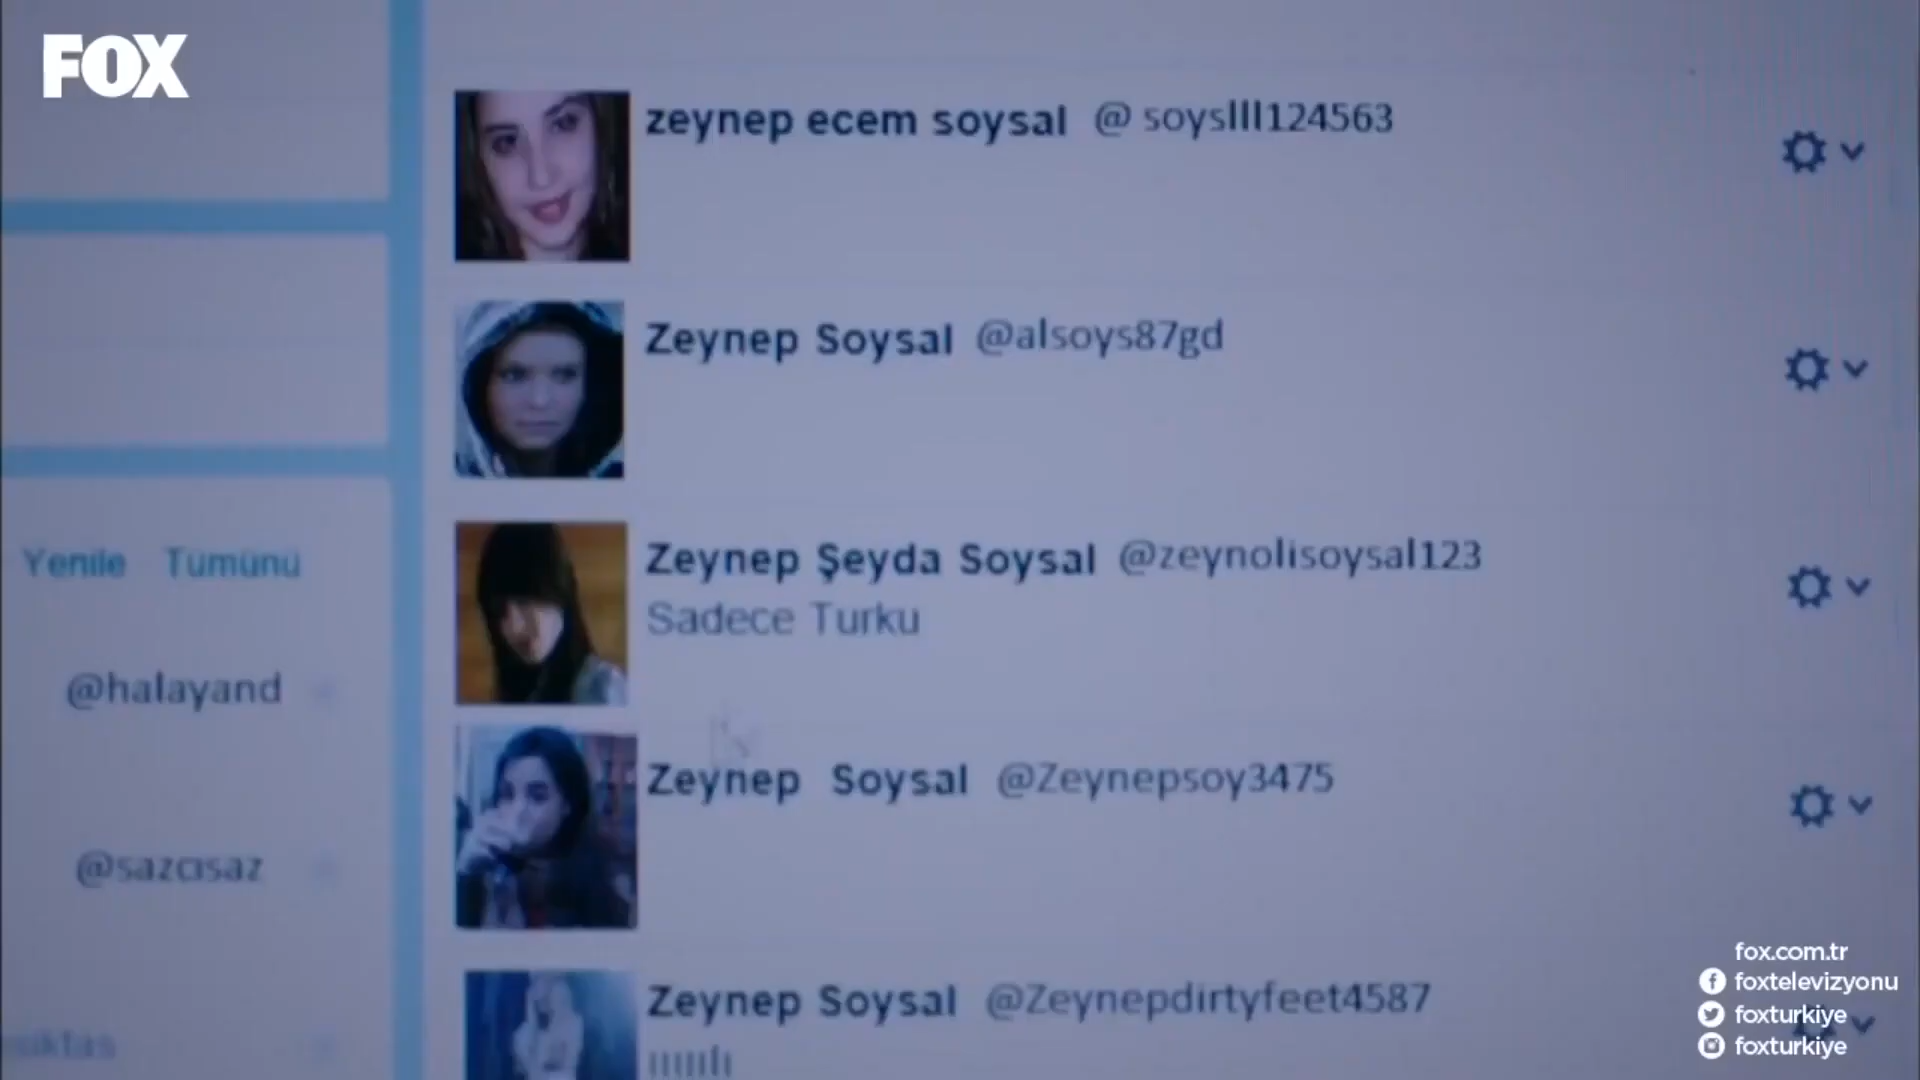 FOX
zeynep ecem soysal @ soyslll124563
Zeynep Soysal @alsoys87gd
Zeynep Şeyda Soysal @zeynolisoysal123
Sadece Turku
Zeynep Soysal @Zeynepsoy3475
Zeynep Soysal @Zeynepdirtyfeet4587
Yenile Tümünü
@halayand
@sazcısaz
fox.com.tr
foxtelevizyonu
foxturkiye
foxturkiye